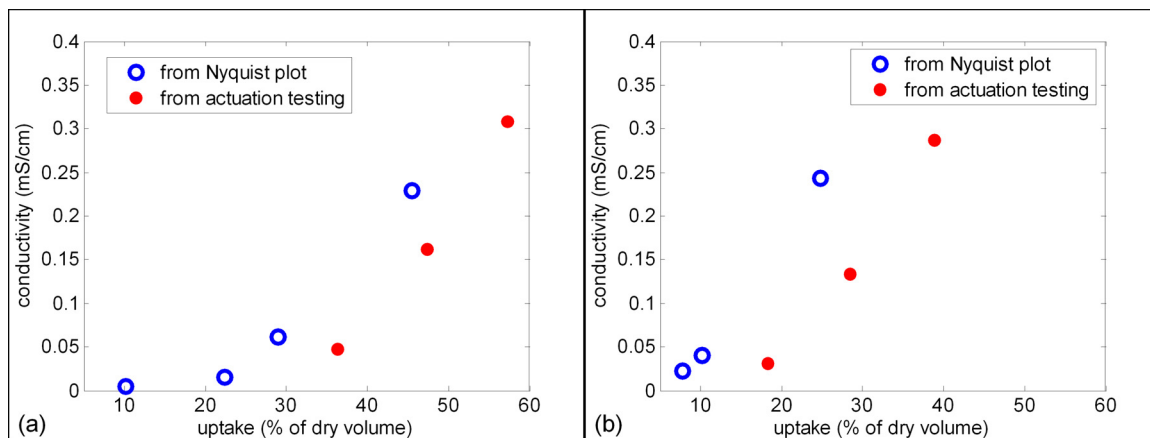 0.4
0.35
0.3
0.25
0.2
0.15
0.1
0.05
0
conductivity (mS/cm)
from Nyquist plot
from actuation testing
10 20 30 40 50 60
uptake (% of dry volume)
(a)
0.4
0.35
0.3
0.25
0.2
0.15
0.1
0.05
0
conductivity (mS/cm)
from Nyquist plot
from actuation testing
10 20 30 40 50 60
uptake (% of dry volume)
(b)